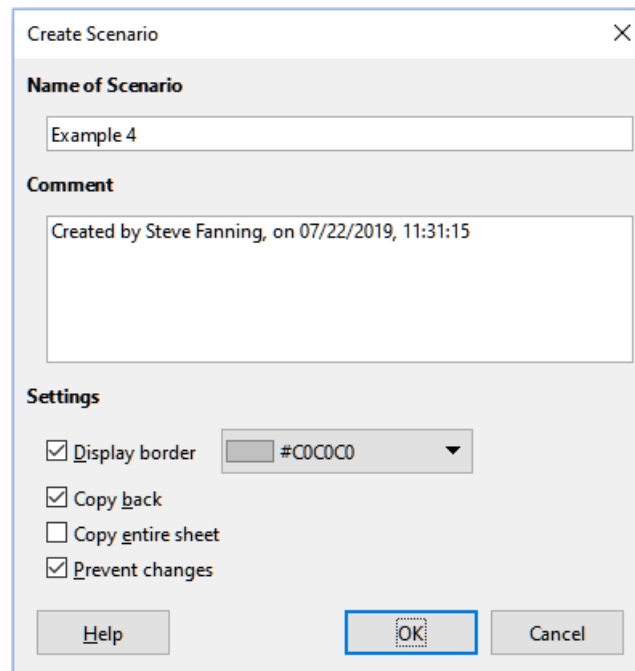 Create Scenario
Name of Scenario
Example 4
Comment
Created by Steve Fanning, on 07/22/2019, 11:31:15
Settings
Display border #C0C0C0
Copy back
Copy entire sheet
Prevent changes
Help OK Cancel